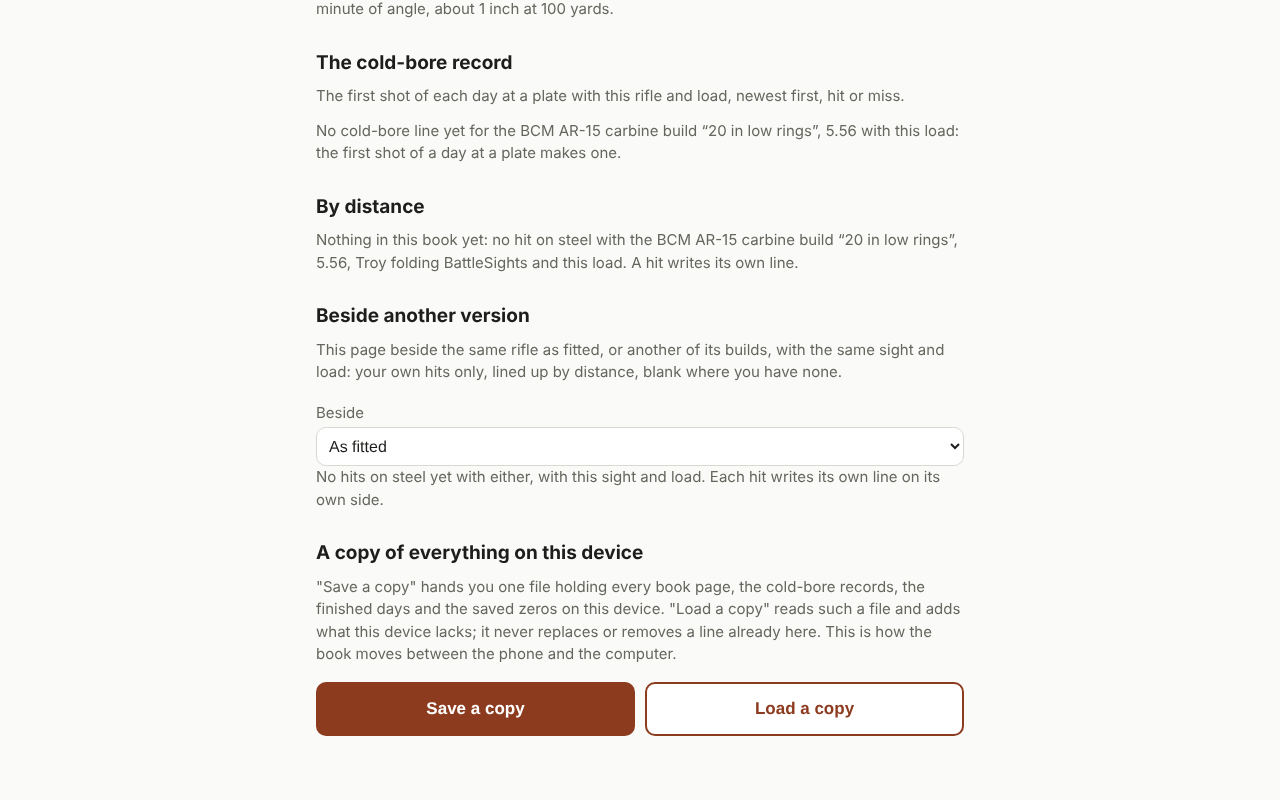 minute of angle, about 1 inch at 100 yards.
The cold-bore record
The first shot of each day at a plate with this rifle and load, newest first, hit or miss.
No cold-bore line yet for the BCM AR-15 carbine build “20 in low rings”, 5.56 with this load:
the first shot of a day at a plate makes one.
By distance
Nothing in this book yet: no hit on steel with the BCM AR-15 carbine build “20 in low rings”,
5.56, Troy folding BattleSights and this load. A hit writes its own line.
Beside another version
This page beside the same rifle as fitted, or another of its builds, with the same sight and
load: your own hits only, lined up by distance, blank where you have none.
Beside
As fitted
No hits on steel yet with either, with this sight and load. Each hit writes its own line on its
own side.
A copy of everything on this device
"Save a copy" hands you one file holding every book page, the cold-bore records, the
finished days and the saved zeros on this device. "Load a copy" reads such a file and adds
what this device lacks; it never replaces or removes a line already here. This is how the
book moves between the phone and the computer.
Save a copy
Load a copy